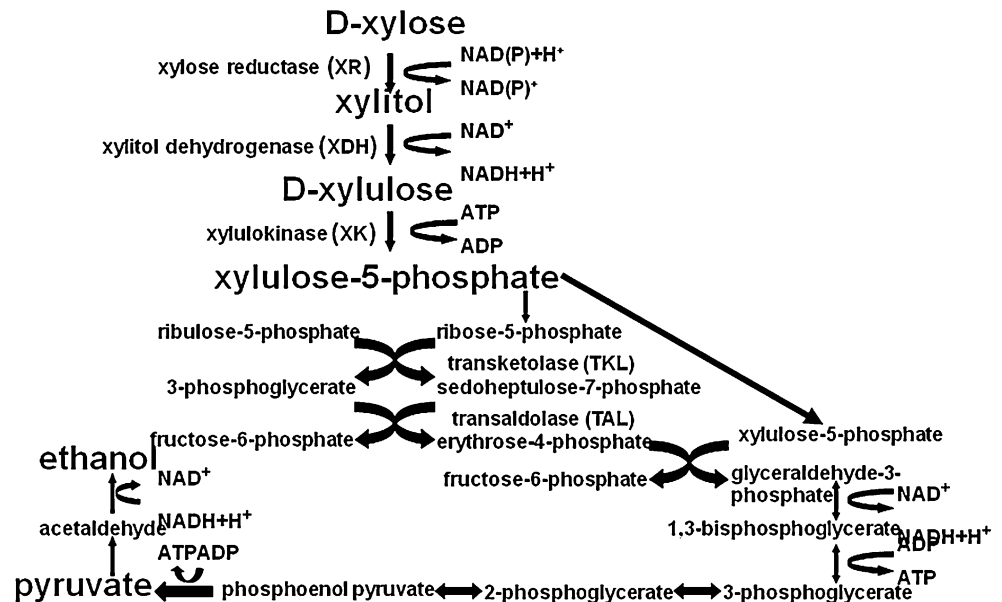 D-xylose
xylose reductase (XR)
NAD(P)+H⁺
NAD(P)⁺
xylitol
xylitol dehydrogenase (XDH)
NAD⁺
NADH+H⁺
D-xylulose
xylulokinase (XK)
ATP
ADP
xylulose-5-phosphate
ribulose-5-phosphate
ribose-5-phosphate
transketolase (TKL)
3-phosphoglycerate
sedoheptulose-7-phosphate
transaldolase (TAL)
fructose-6-phosphate
erythrose-4-phosphate
xylulose-5-phosphate
fructose-6-phosphate
glyceraldehyde-3-
phosphate
NAD⁺
NADH+H⁺
1,3-bisphosphoglycerate
ADP
ATP
3-phosphoglycerate
2-phosphoglycerate
phosphoenol pyruvate
ATPADP
pyruvate
acetaldehyde
NADH+H⁺
NAD⁺
ethanol